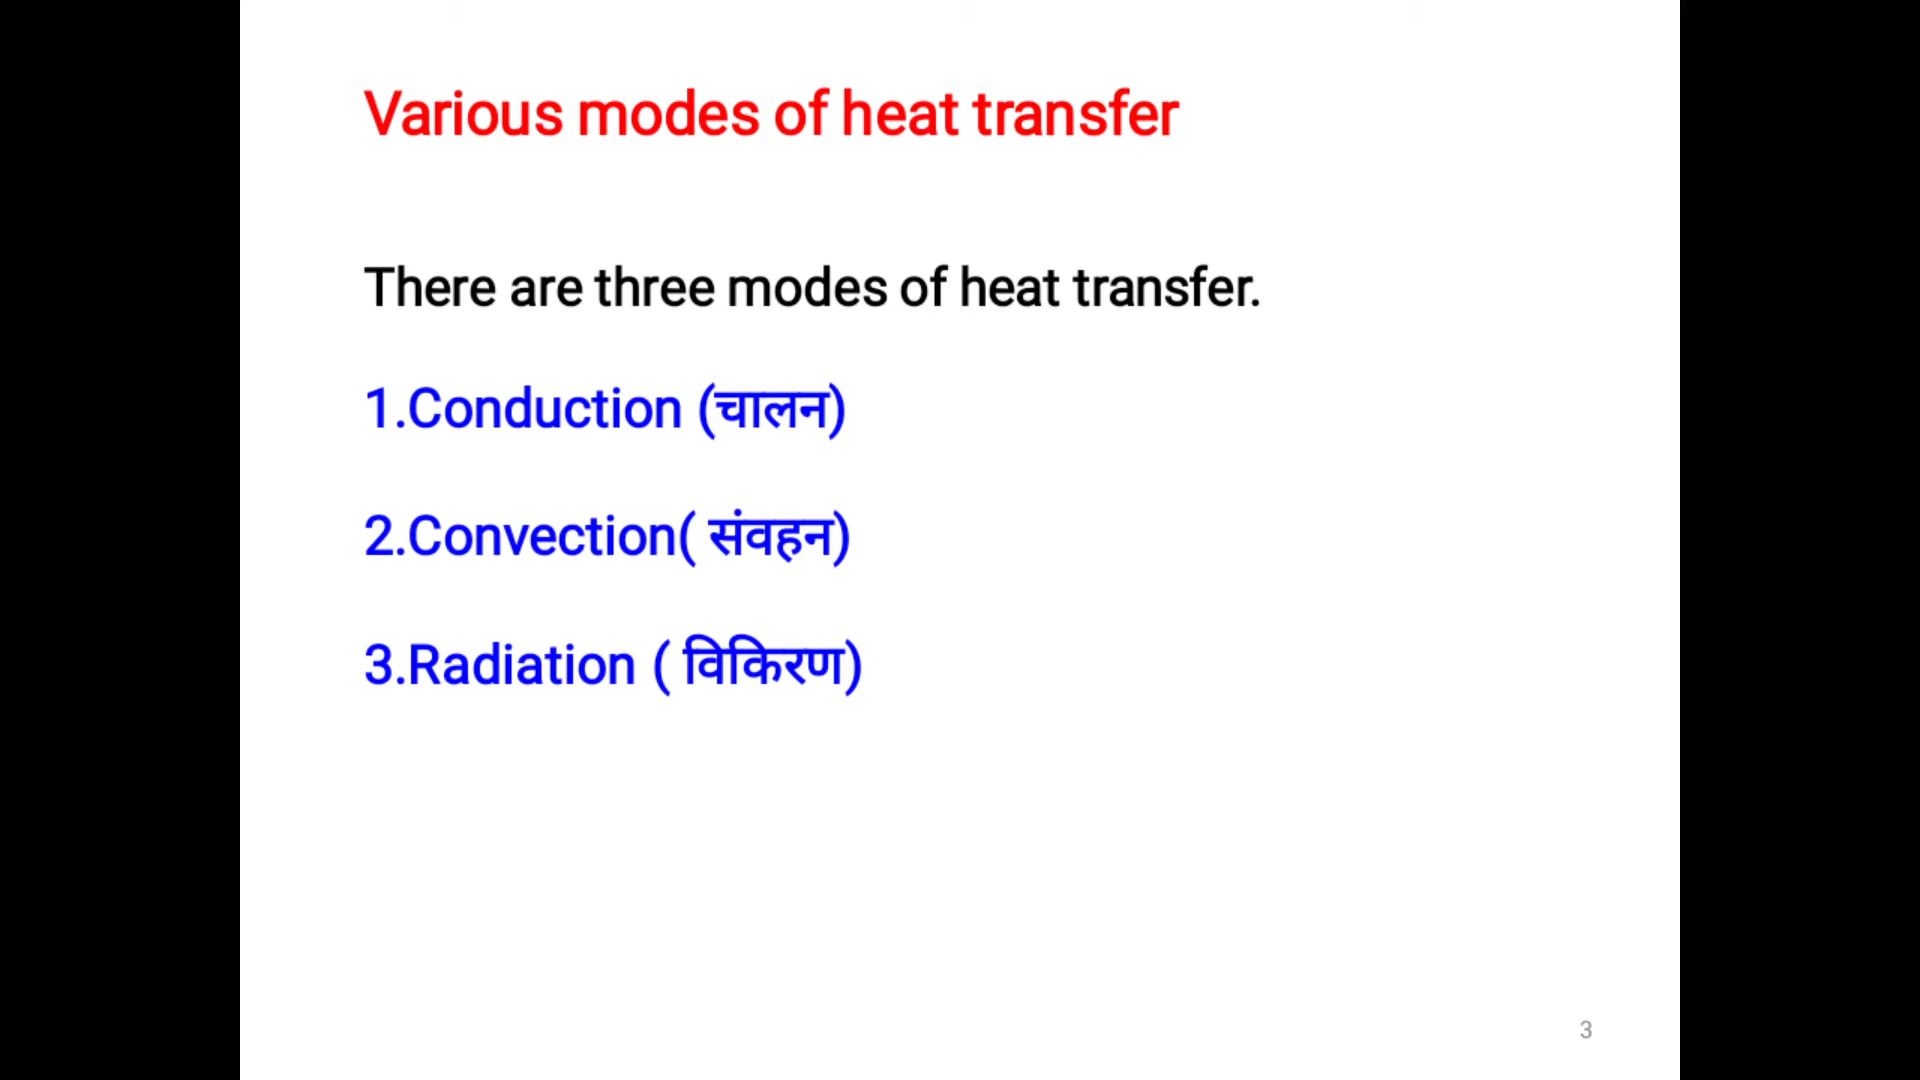 Various modes of heat transfer
There are three modes of heat transfer.
1.Conduction (चालन)
2.Convection( संवहन)
3.Radiation ( विकिरण)
3